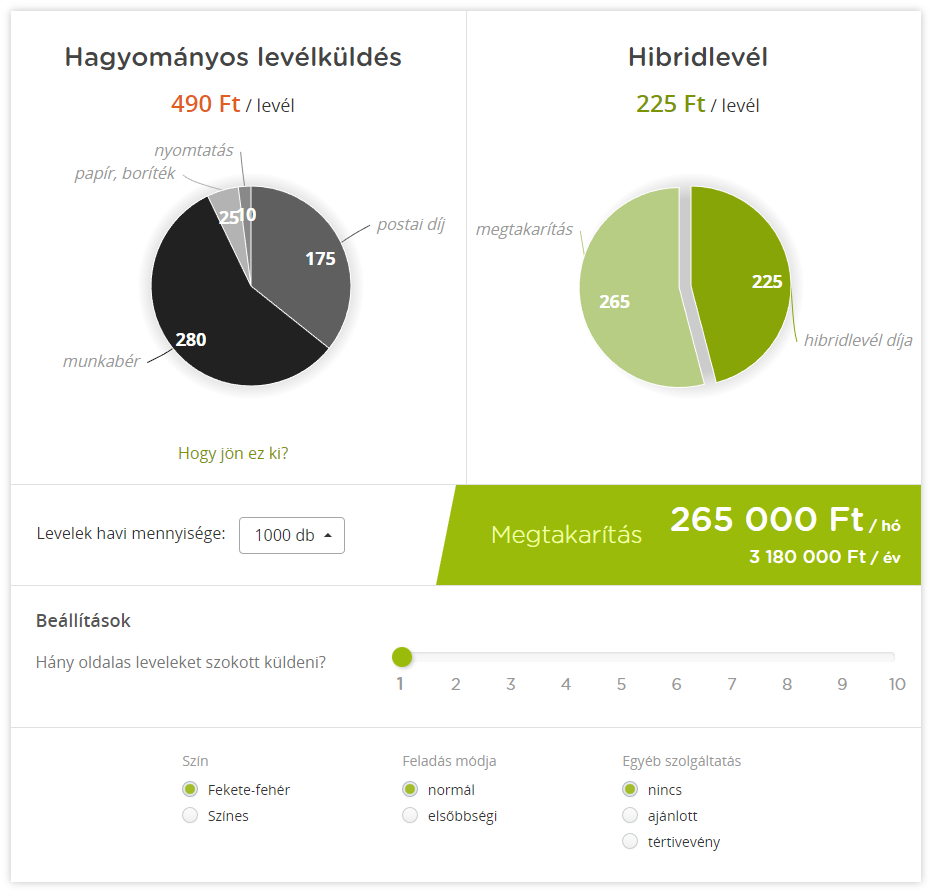 Hagyományos levélküldés
490 Ft / levél
nyomtatás
papír, boríték
25
10
postai díj
175
280
munkabér
Hogy jön ez ki?
Hibridlevél
225 Ft / levél
megtakarítás
265
225
hibridlevél díja
Levelek havi mennyisége: 1000 db
Megtakarítás 265 000 Ft / hó
3 180 000 Ft / év
Beállítások
Hány oldalas leveleket szokott küldeni?
1 2 3 4 5 6 7 8 9 10
Szín
Fekete-fehér
Színes
Feladás módja
normál
elsőbbségi
Egyéb szolgáltatás
nincs
ajánlott
tértivevény